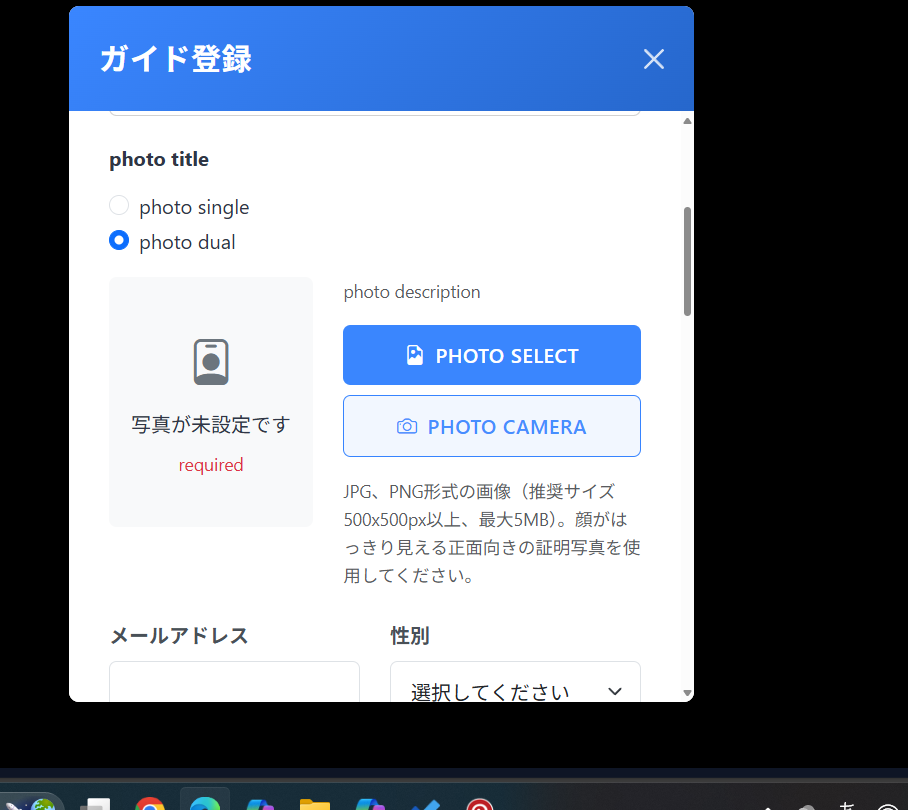 ガイド登録
photo title
photo single
photo dual
写真が未設定です
required
photo description
PHOTO SELECT
PHOTO CAMERA
JPG、PNG形式の画像（推奨サイズ
500x500px以上、最大5MB）。顔がは
っきり見える正面向きの証明写真を使
用してください。
メールアドレス
性別
選択してください
あ